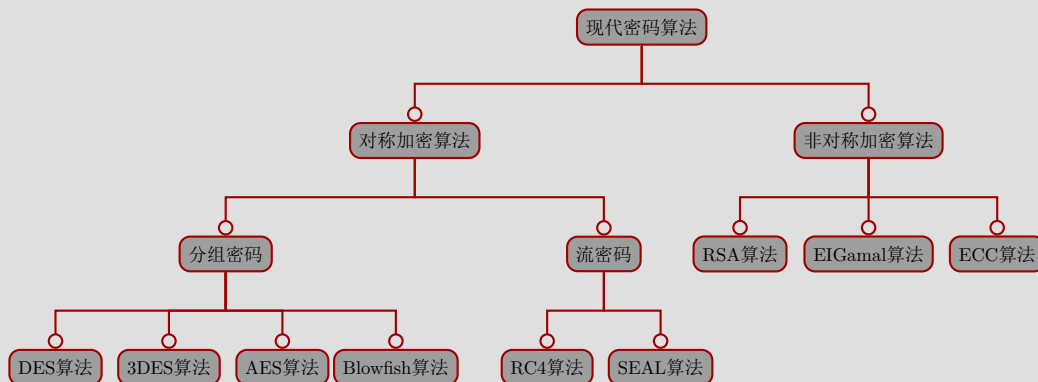 现代密码算法
对称加密算法
非对称加密算法
分组密码
流密码
RSA算法
EIGamal算法
ECC算法
DES算法
3DES算法
AES算法
Blowfish算法
RC4算法
SEAL算法